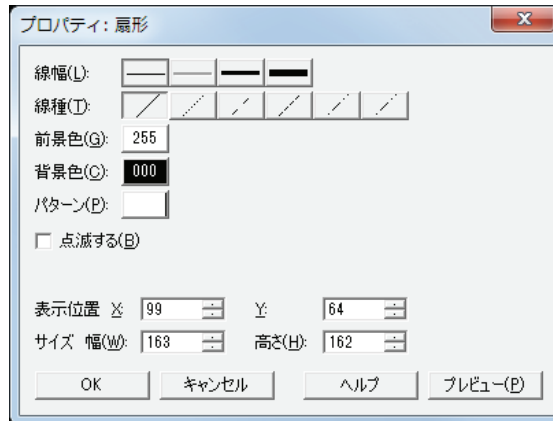 プロパティ: 扇形
線幅(L):
線種(T):
前景色(G): 255
背景色(C): 000
パターン(P):
点滅する(B)
表示位置 X: 99 Y: 64
サイズ 幅(W): 163 高さ(H): 162
OK キャンセル ヘルプ プレビュー(P)